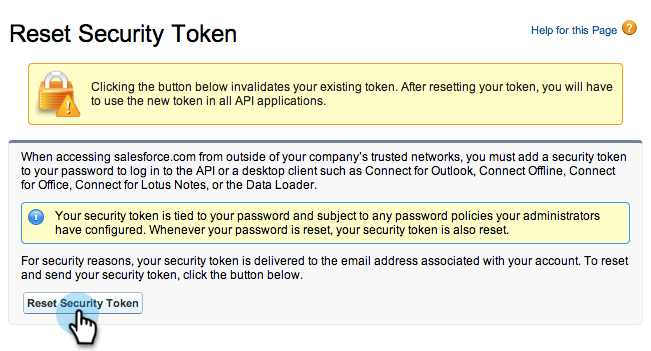 Reset Security Token
Help for this Page
Clicking the button below invalidates your existing token. After resetting your token, you will have
to use the new token in all API applications.
When accessing salesforce.com from outside of your company's trusted networks, you must add a security token
to your password to log in to the API or a desktop client such as Connect for Outlook, Connect Offline, Connect
for Office, Connect for Lotus Notes, or the Data Loader.
Your security token is tied to your password and subject to any password policies your administrators
have configured. Whenever your password is reset, your security token is also reset.
For security reasons, your security token is delivered to the email address associated with your account. To reset
and send your security token, click the button below.
Reset Security Token